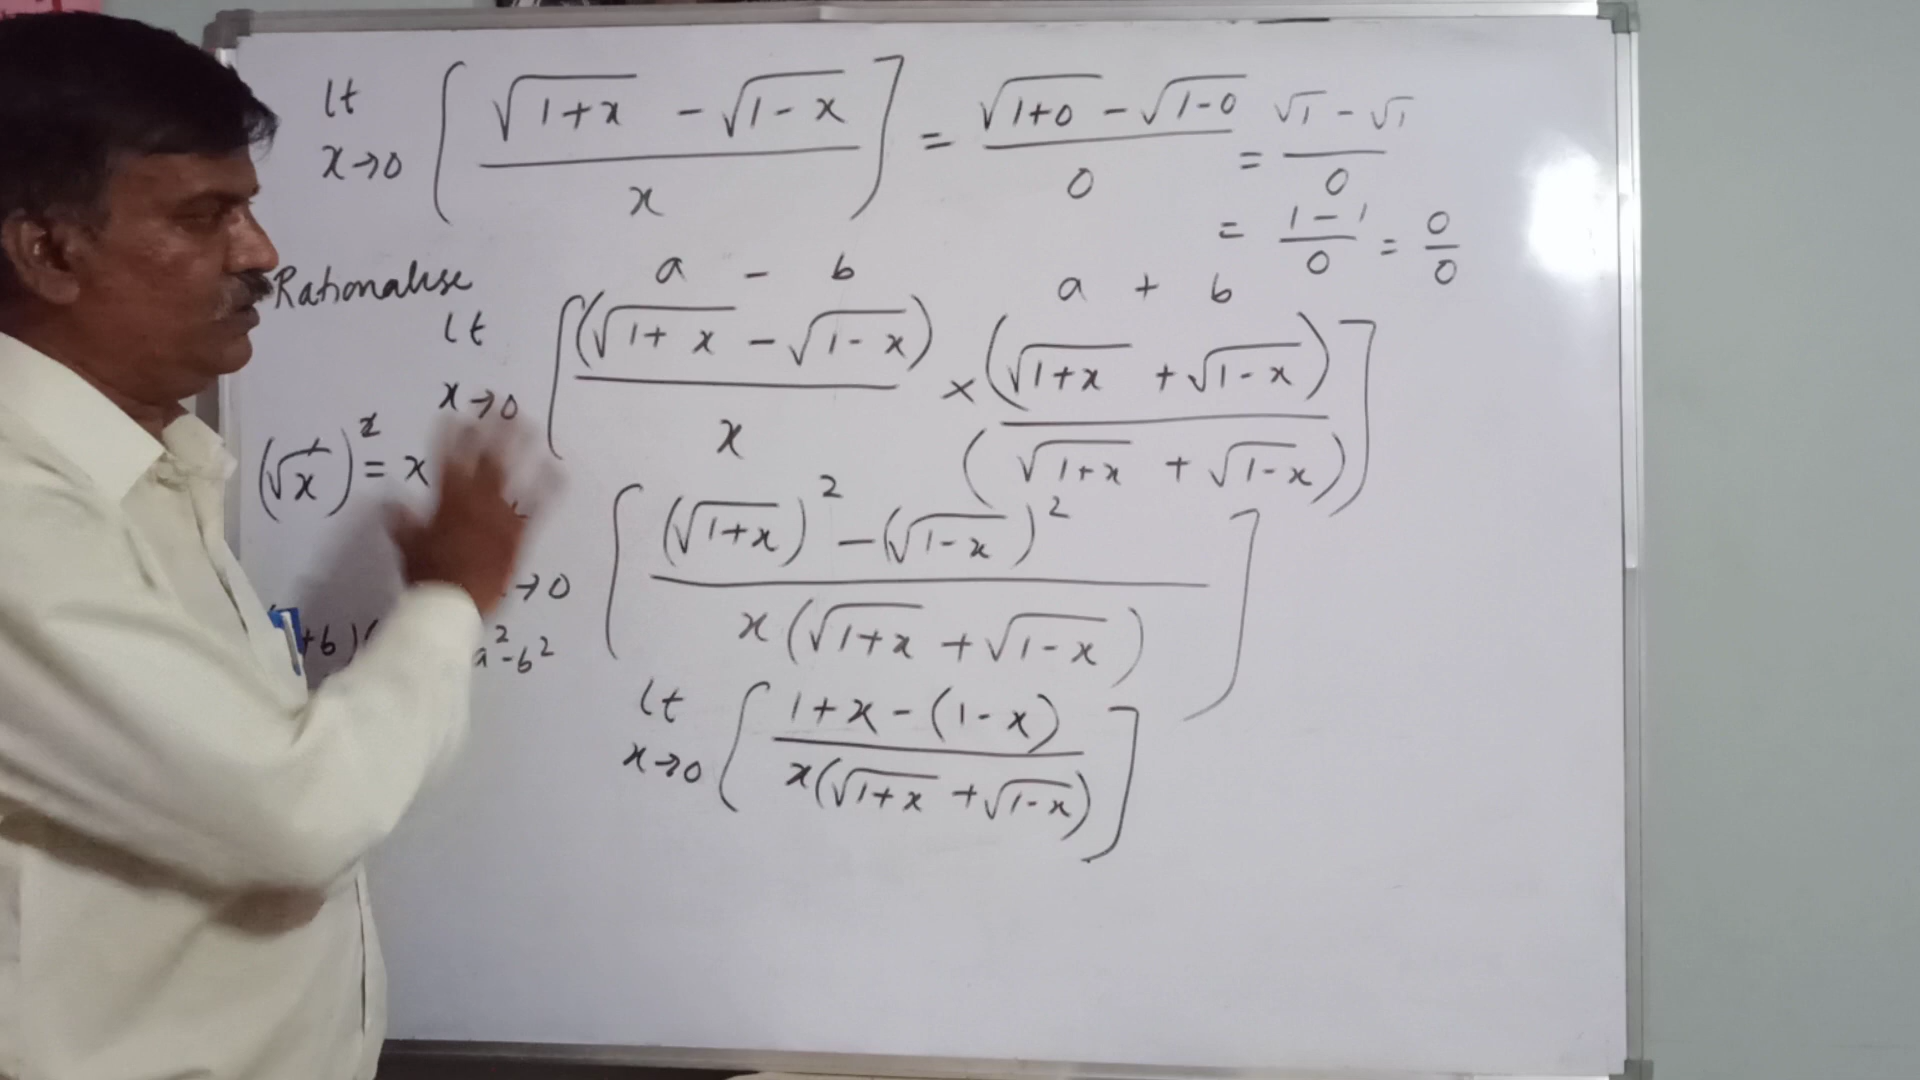 lt x→0 [ (√(1+x) - √(1-x)) / x ] = (√(1+0) - √(1-0)) / 0 = (√1 - √1) / 0
= (1-1) / 0 = 0/0
Rationalise
a - b a + b
lt x→0 [ (√(1+x) - √(1-x)) / x × (√(1+x) + √(1-x)) / (√(1+x) + √(1-x)) ]
(√x)^2 = x
→0 [ ((√(1+x))^2 - (√(1-x))^2) / (x(√(1+x) + √(1-x))) ]
+b)( a^2-b^2
lt x→0 [ (1+x-(1-x)) / (x(√(1+x) + √(1-x))) ]